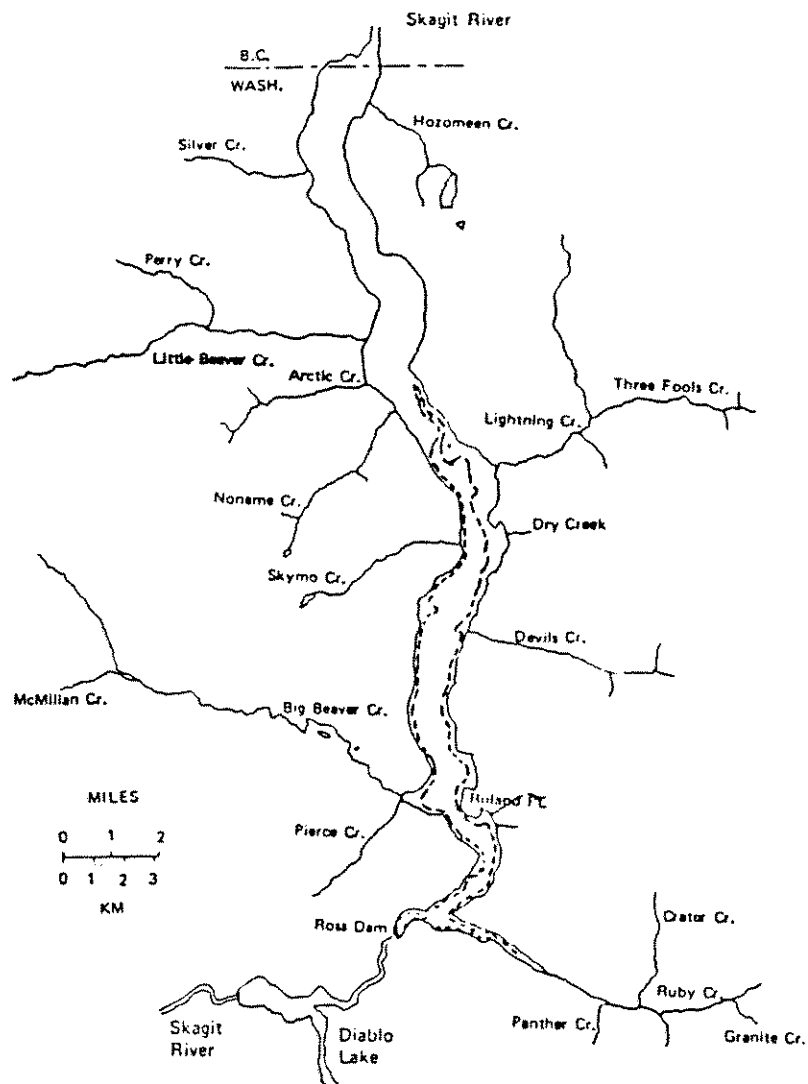 Skagit River
B.C.
WASH.
Hozomeen Cr.
Silver Cr.
Perry Cr.
Little Beaver Cr.
Arctic Cr.
Three Fools Cr.
Lightning Cr.
Noname Cr.
Dry Creek
Skymo Cr.
Devils Cr.
McMillan Cr.
Big Beaver Cr.
MILES
0 1 2
0 1 2 3
KM
Roland Pt.
Pierce Cr.
Ross Dam
Crater Cr.
Ruby Cr.
Panther Cr.
Granite Cr.
Skagit
River
Diablo
Lake